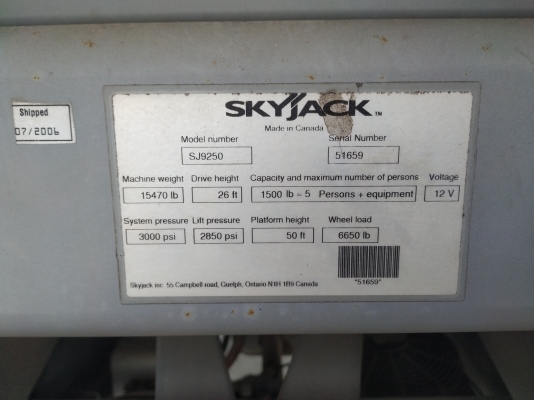 Shipped
07/2006
SKYJACK™
Made in Canada
Model number Serial Number
SJ9250 51659
Machine weight Drive height Capacity and maximum number of persons Voltage
15470 lb 26 ft 1500 lb - 5 Persons + equipment 12 V
System pressure Lift pressure Platform height Wheel load
3000 psi 2850 psi 50 ft 6650 lb
Skyjack inc. 55 Campbell road, Guelph, Ontario N1H 1B9 Canada
*51659*